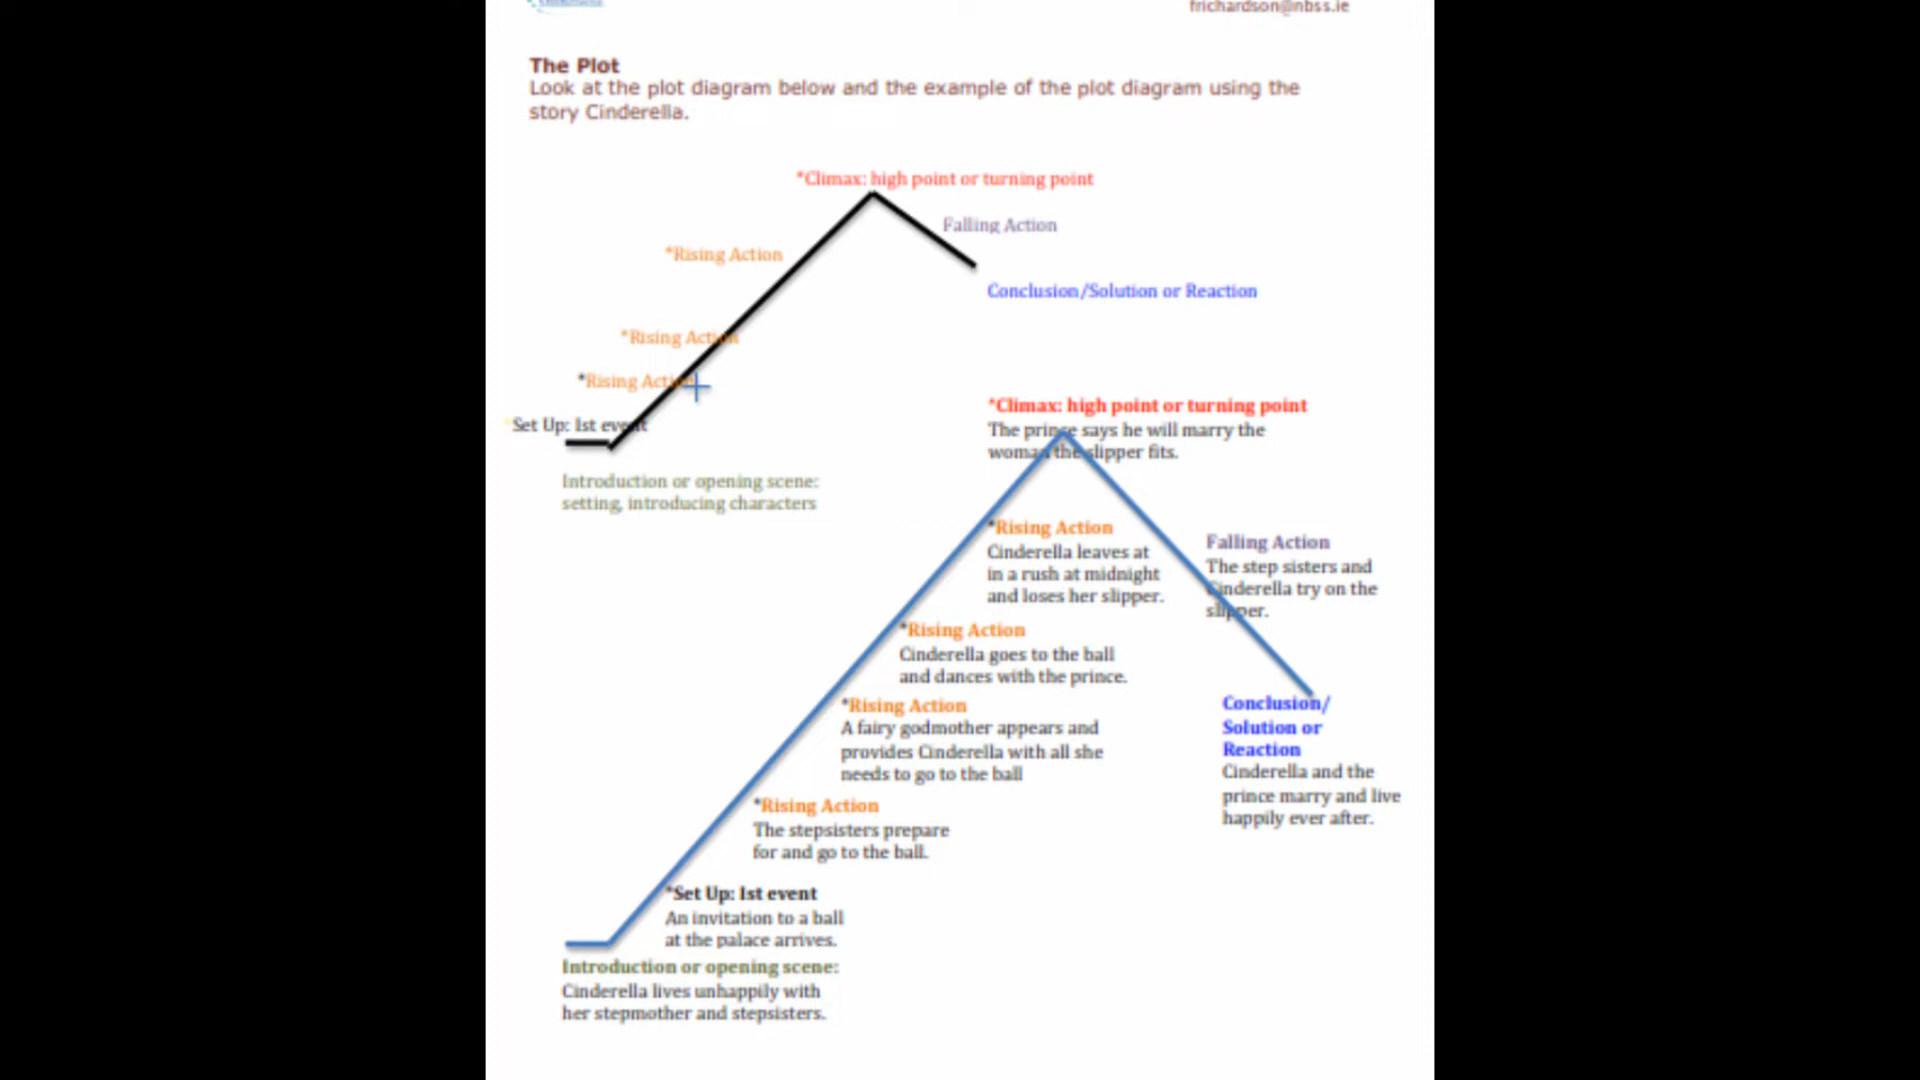 frichardson@nbss.ie
The Plot
Look at the plot diagram below and the example of the plot diagram using the
story Cinderella.
*Climax: high point or turning point
Falling Action
*Rising Action
Conclusion/Solution or Reaction
*Rising Action
*Rising Action
*Set Up: Ist event
Introduction or opening scene:
setting, introducing characters
*Climax: high point or turning point
The prince says he will marry the
woman the slipper fits.
*Rising Action
Cinderella leaves at
in a rush at midnight
and loses her slipper.
Falling Action
The step sisters and
Cinderella try on the
slipper.
*Rising Action
Cinderella goes to the ball
and dances with the prince.
*Rising Action
A fairy godmother appears and
provides Cinderella with all she
needs to go to the ball
Conclusion/
Solution or
Reaction
Cinderella and the
prince marry and live
happily ever after.
*Rising Action
The stepsisters prepare
for and go to the ball.
*Set Up: Ist event
An invitation to a ball
at the palace arrives.
Introduction or opening scene:
Cinderella lives unhappily with
her stepmother and stepsisters.